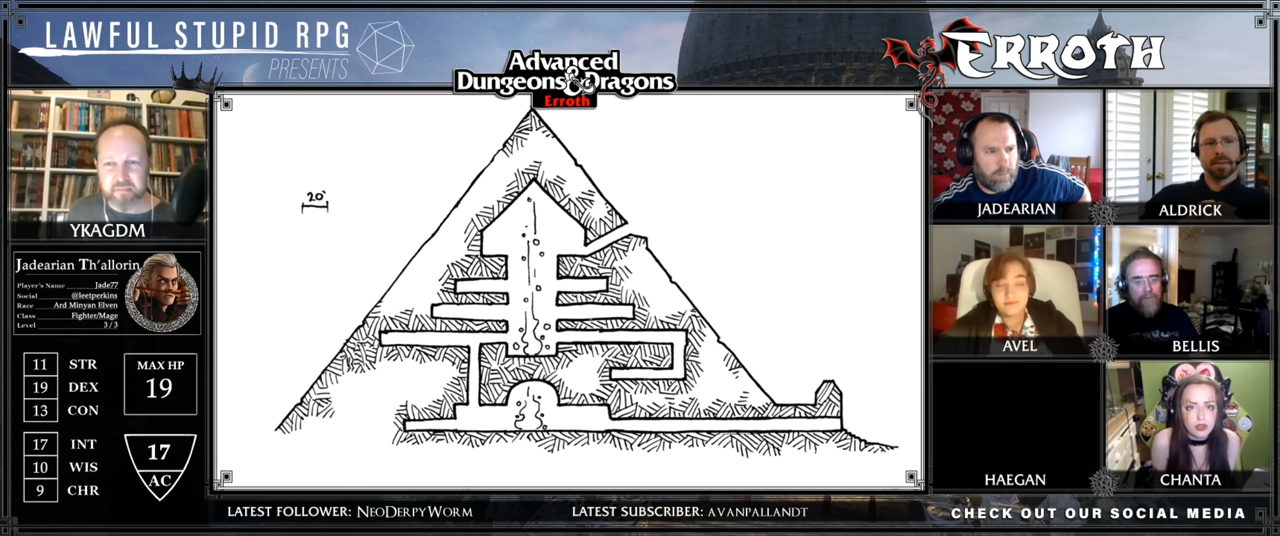 LAWFUL STUPID RPG
PRESENTS
Advanced
Dungeons & Dragons
Erroth
ERROTH
YKAGDM
JADEARIAN
ALDRICK
AVEL
BELLIS
HAEGAN
CHANTA
Jadearian Th'allorin
Player's Name Jade77
Social @leetperkins
Race Ard Minyan Elven
Class Fighter/Mage
Level 3 / 3
11 STR
19 DEX
13 CON
17 INT
10 WIS
9 CHR
MAX HP
19
17
AC
20'
LATEST FOLLOWER: NEODERPYWORM
LATEST SUBSCRIBER: AVANPALLANDT
CHECK OUT OUR SOCIAL MEDIA